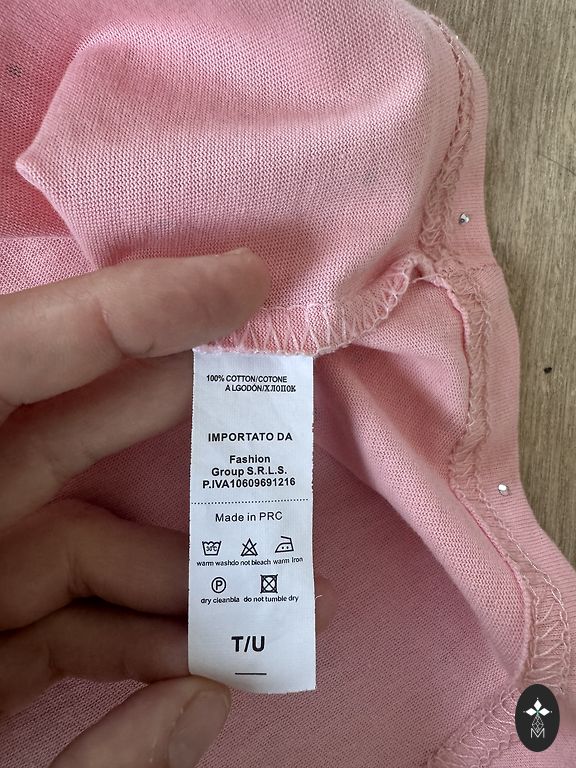 100% COTTON/COTONE
ALGODÓN/ХЛОПОК
IMPORTATO DA
Fashion
Group S.R.L.S.
P.IVA10609691216
Made in PRC
warm washdo not bleach warm iron
P
dry cleanbla do not tumble dry
T/U
M